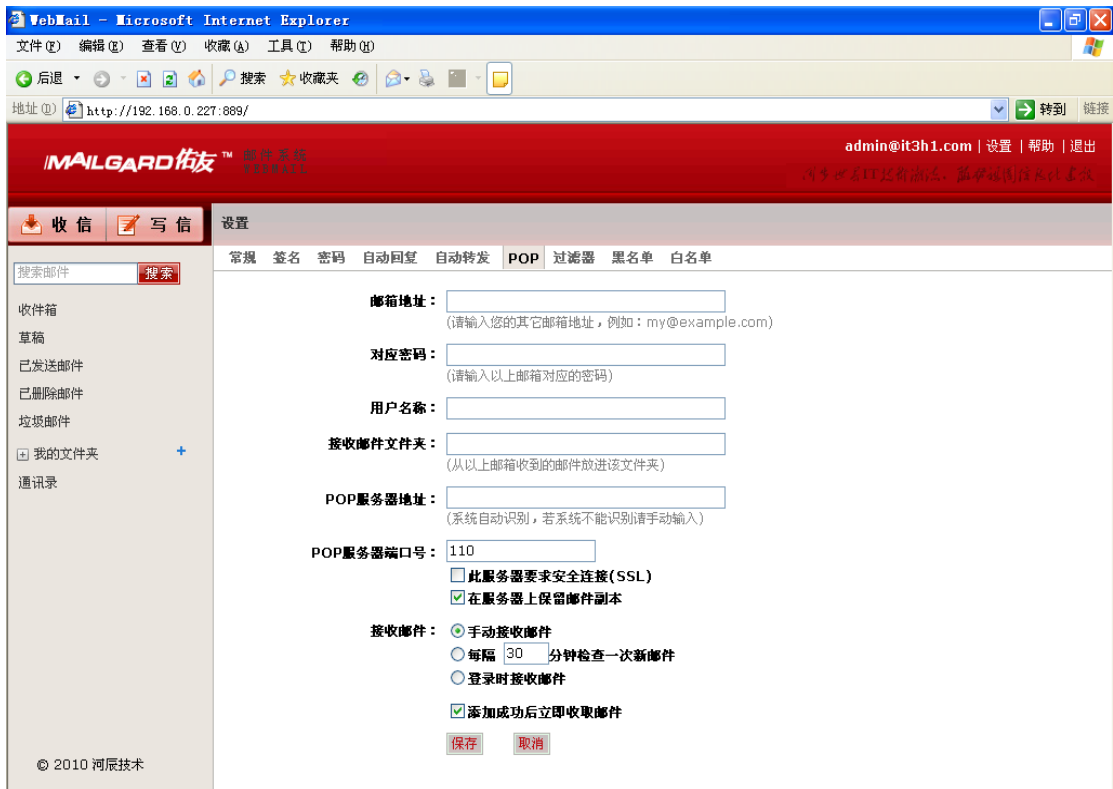 WebMail - Microsoft Internet Explorer
文件(F) 编辑(E) 查看(V) 收藏(A) 工具(T) 帮助(H)
后退 搜索 收藏夹
地址(D) http://192.168.0.227:889/ 转到 链接
MAILGARD佑友™ 邮件系统 WEBMAIL
admin@it3h1.com | 设置 | 帮助 | 退出
收信 写信 设置
常规 签名 密码 自动回复 自动转发 POP 过滤器 黑名单 白名单
搜索邮件 搜索
收件箱
草稿
已发送邮件
已删除邮件
垃圾邮件
我的文件夹 +
通讯录
© 2010 河辰技术
邮箱地址:
(请输入您的其它邮箱地址,例如:my@example.com)
对应密码:
(请输入以上邮箱对应的密码)
用户名称:
接收邮件文件夹:
(从以上邮箱收到的邮件放进该文件夹)
POP服务器地址:
(系统自动识别,若系统不能识别请手动输入)
POP服务器端口号: 110
此服务器要求安全连接(SSL)
在服务器上保留邮件副本
接收邮件: 手动接收邮件
每隔 30 分钟检查一次新邮件
登录时接收邮件
添加成功后立即收取邮件
保存 取消